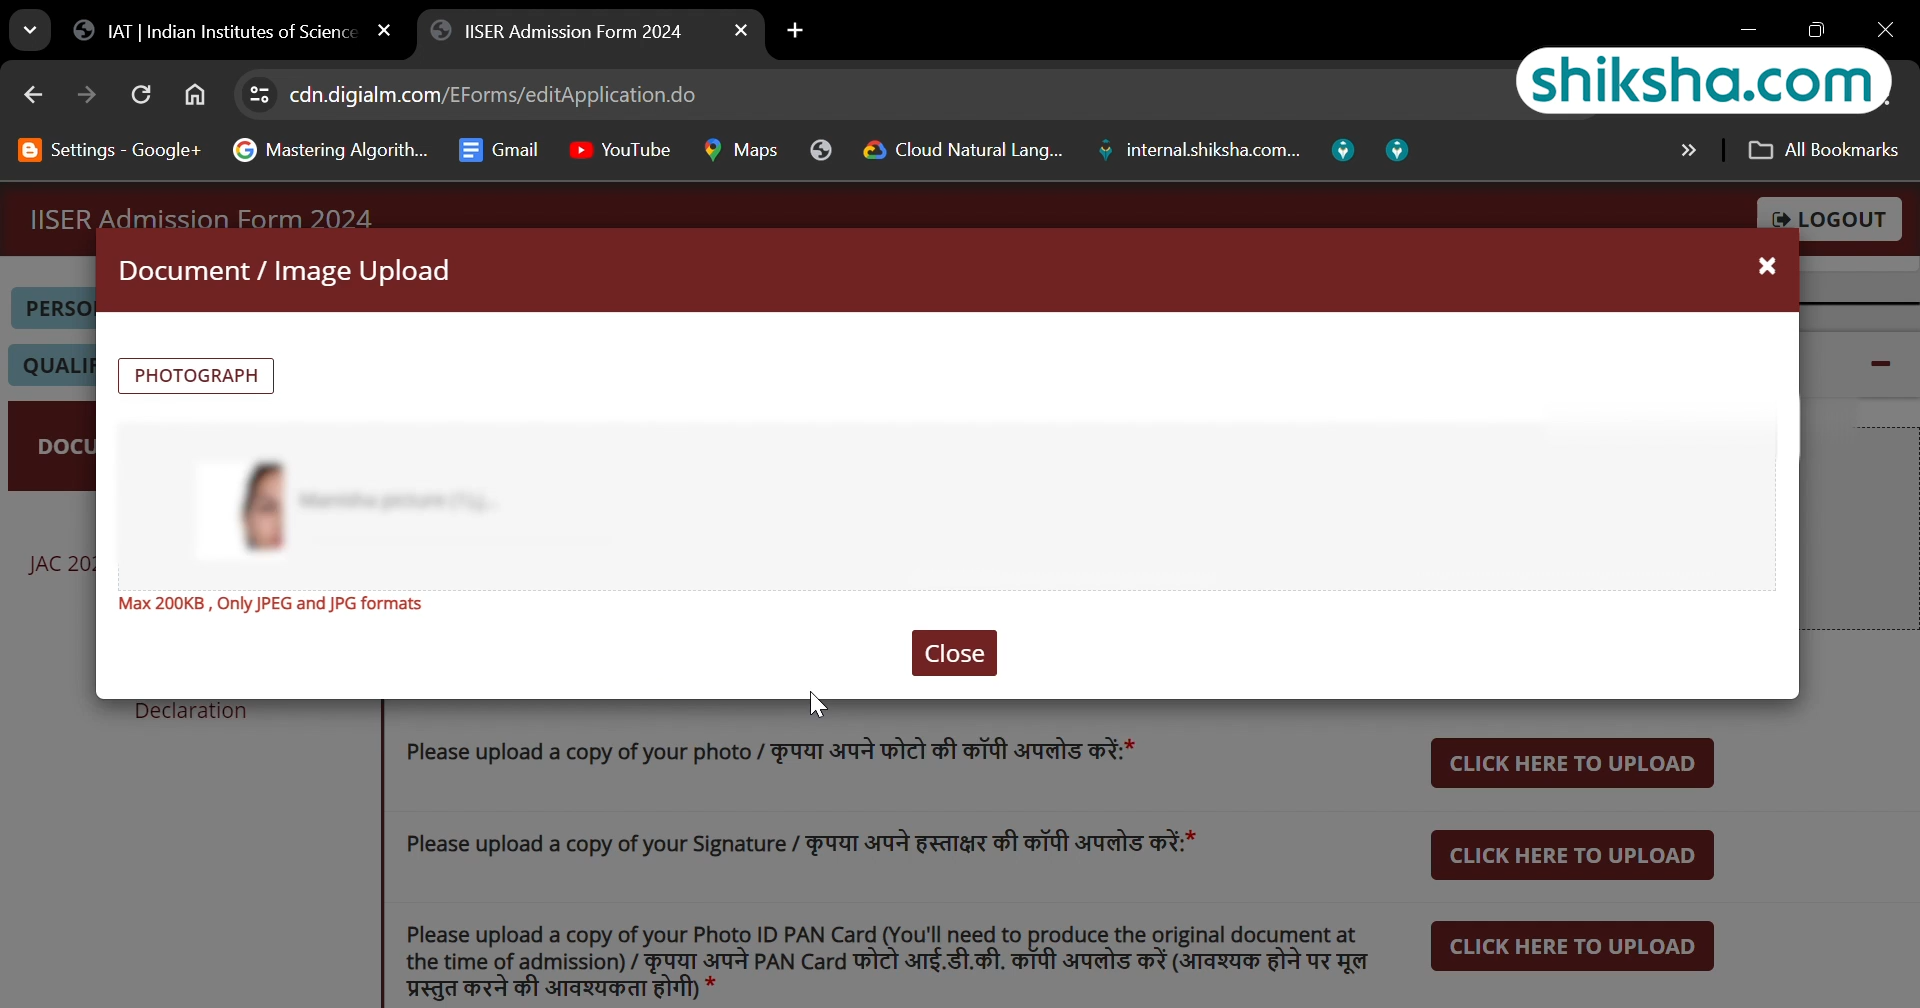 IAT | Indian Institutes of Science
IISER Admission Form 2024
cdn.digialm.com/EForms/editApplication.do
shiksha.com
Settings - Google+
Mastering Algorith...
Gmail
YouTube
Maps
Cloud Natural Lang...
internal.shiksha.com...
All Bookmarks
IISER Admission Form 2024
LOGOUT
Document / Image Upload
PERSO
PHOTOGRAPH
QUALIF
DOCU
JAC 202
Max 200KB , Only JPEG and JPG formats
Close
Declaration
Please upload a copy of your photo / कृपया अपने फोटो की कॉपी अपलोड करें:*
CLICK HERE TO UPLOAD
Please upload a copy of your Signature / कृपया अपने हस्ताक्षर की कॉपी अपलोड करें:*
CLICK HERE TO UPLOAD
Please upload a copy of your Photo ID PAN Card (You'll need to produce the original document at
the time of admission) / कृपया अपने PAN Card फोटो आई.डी.की. कॉपी अपलोड करें (आवश्यक होने पर मूल
प्रस्तुत करने की आवश्यकता होगी) *
CLICK HERE TO UPLOAD